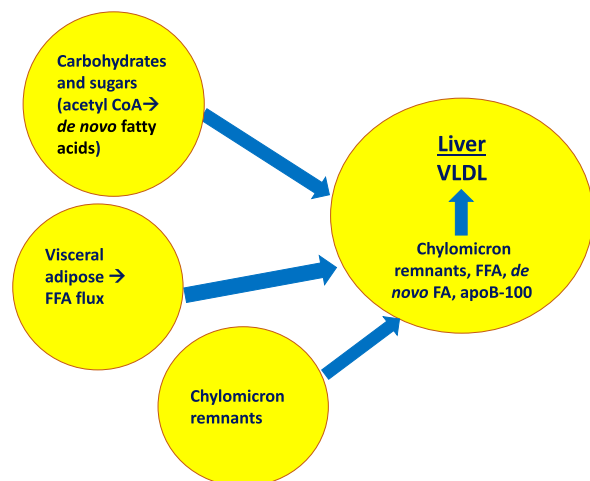 Carbohydrates
and sugars
(acetyl CoA→
de novo fatty
acids)
Visceral
adipose →
FFA flux
Chylomicron
remnants
Liver
VLDL
Chylomicron
remnants, FFA, de
novo FA, apoB-100